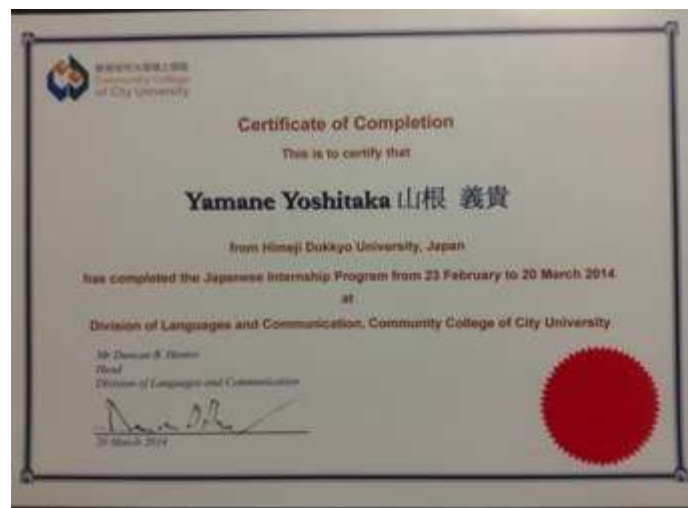 Community College
of City University
Certificate of Completion
This is to certify that
Yamane Yoshitaka 山根 義貴
from Himeji Dokkyo University, Japan
has completed the Japanese Internship Program from 23 February to 20 March 2014
at
Division of Languages and Communication, Community College of City University
Mr Duncan B. Hunter
Head
Division of Languages and Communication
20 March 2014